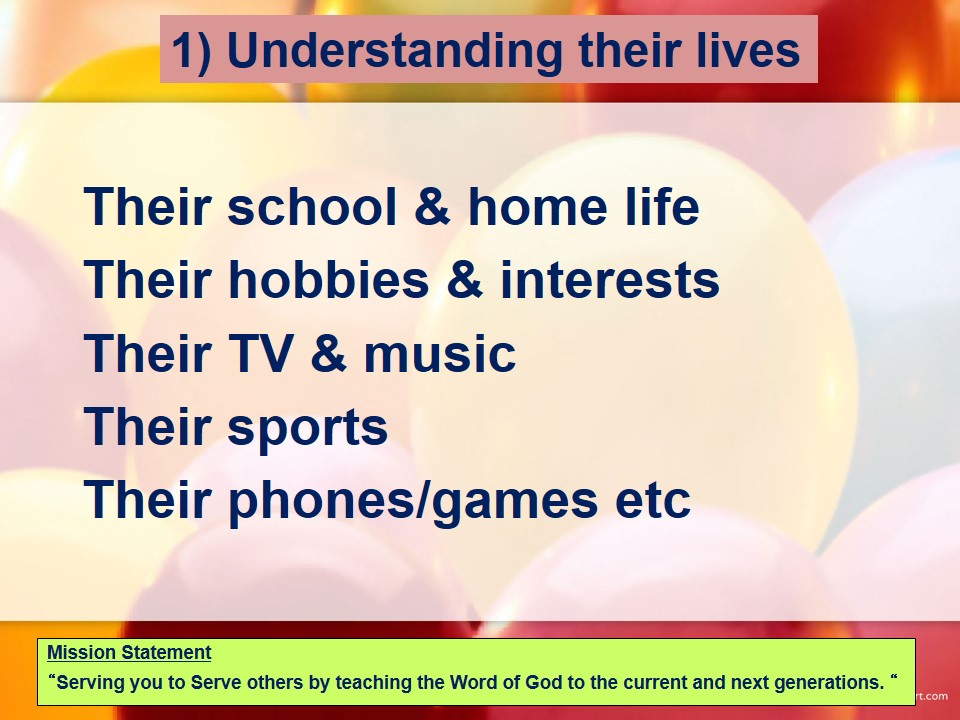 1) Understanding their lives
Their school & home life
Their hobbies & interests
Their TV & music
Their sports
Their phones/games etc
Mission Statement
“Serving you to Serve others by teaching the Word of God to the current and next generations. “
rt.com